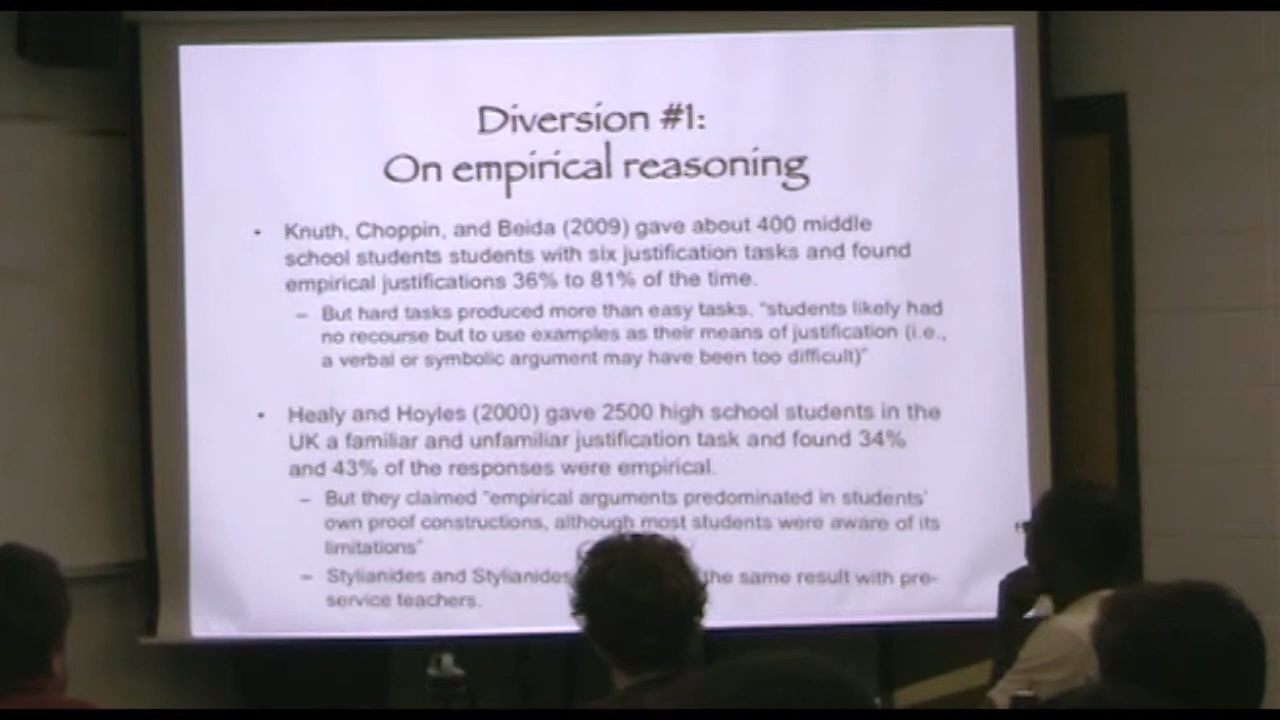 Diversion #1:
On empirical reasoning
• Knuth, Choppin, and Beida (2009) gave about 400 middle
school students students with six justification tasks and found
empirical justifications 36% to 81% of the time.
– But hard tasks produced more than easy tasks, "students likely had
no recourse but to use examples as their means of justification (i.e.,
a verbal or symbolic argument may have been too difficult)"
• Healy and Hoyles (2000) gave 2500 high school students in the
UK a familiar and unfamiliar justification task and found 34%
and 43% of the responses were empirical.
– But they claimed "empirical arguments predominated in students'
own proof constructions, although most students were aware of its
limitations"
– Stylianides and Stylianides the same result with pre-
service teachers.